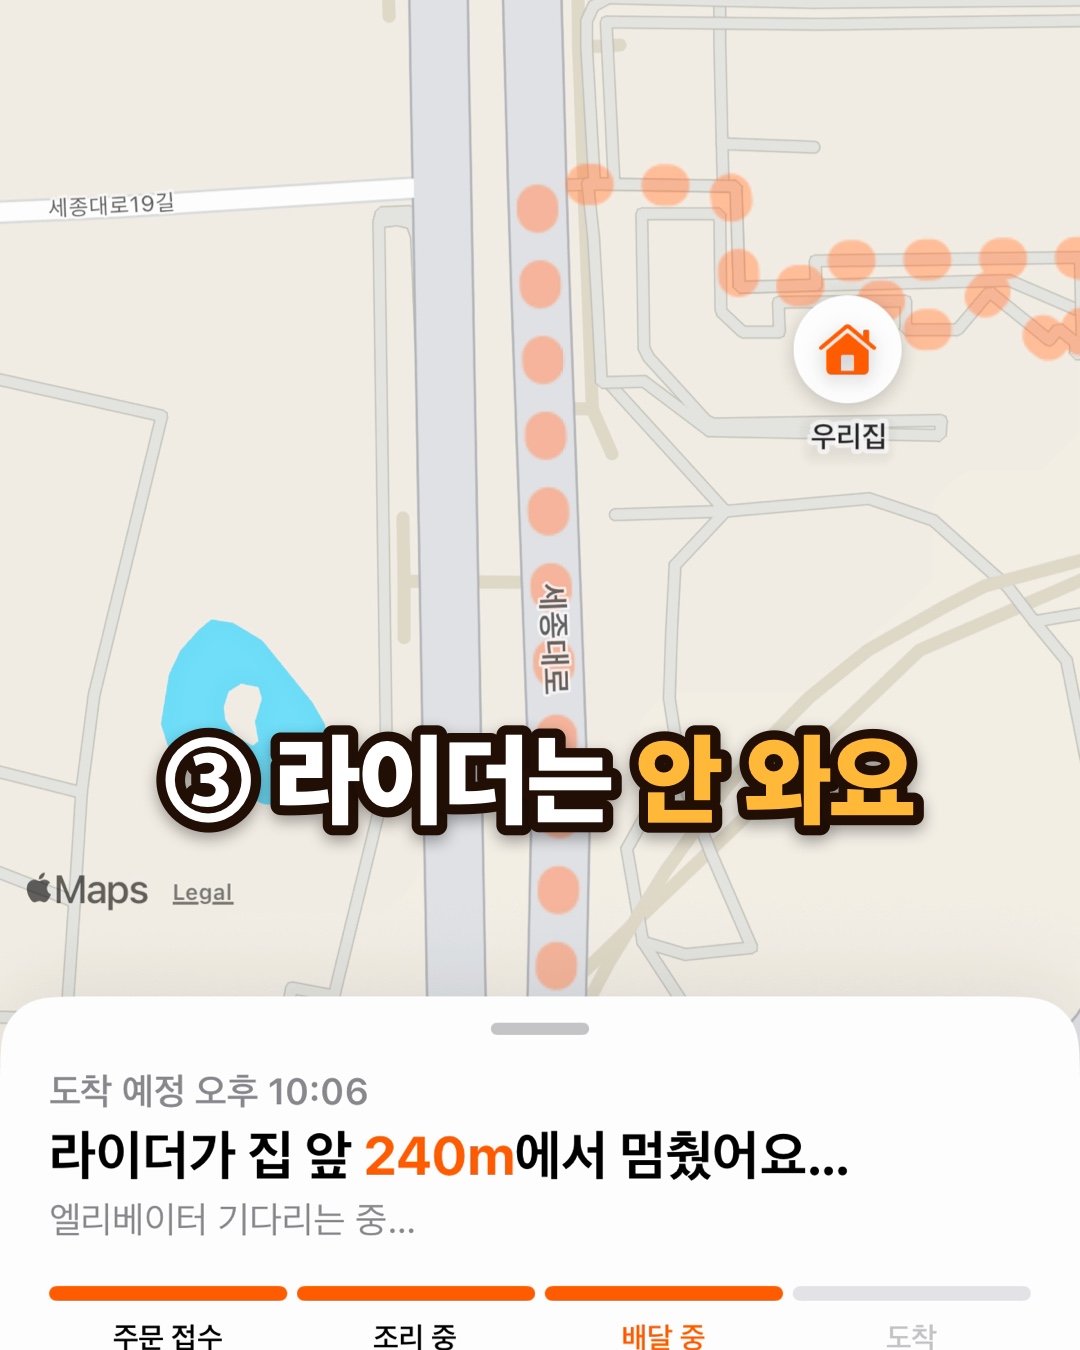 세종대로19길
우리집
세종대로
③ 라이더는 안 와요
Maps Legal
도착 예정 오후 10:06
라이더가 집 앞 240m에서 멈췄어요...
엘리베이터 기다리는 중...
주문 접수 조리 중 배달 중 도착